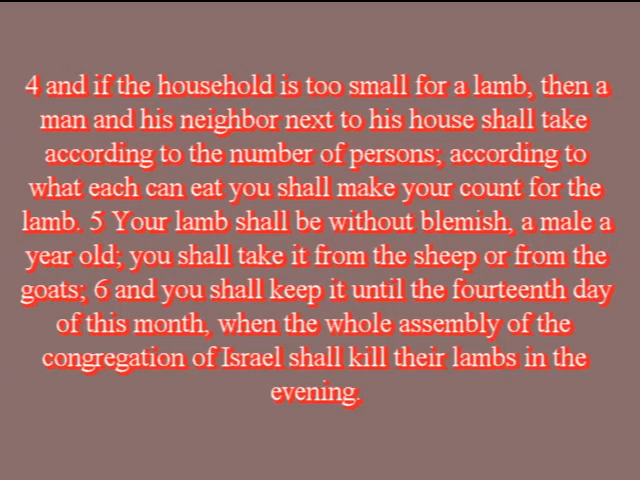 4 and if the household is too small for a lamb, then a
man and his neighbor next to his house shall take
according to the number of persons; according to
what each can eat you shall make your count for the
lamb. 5 Your lamb shall be without blemish, a male a
year old; you shall take it from the sheep or from the
goats; 6 and you shall keep it until the fourteenth day
of this month, when the whole assembly of the
congregation of Israel shall kill their lambs in the
evening.